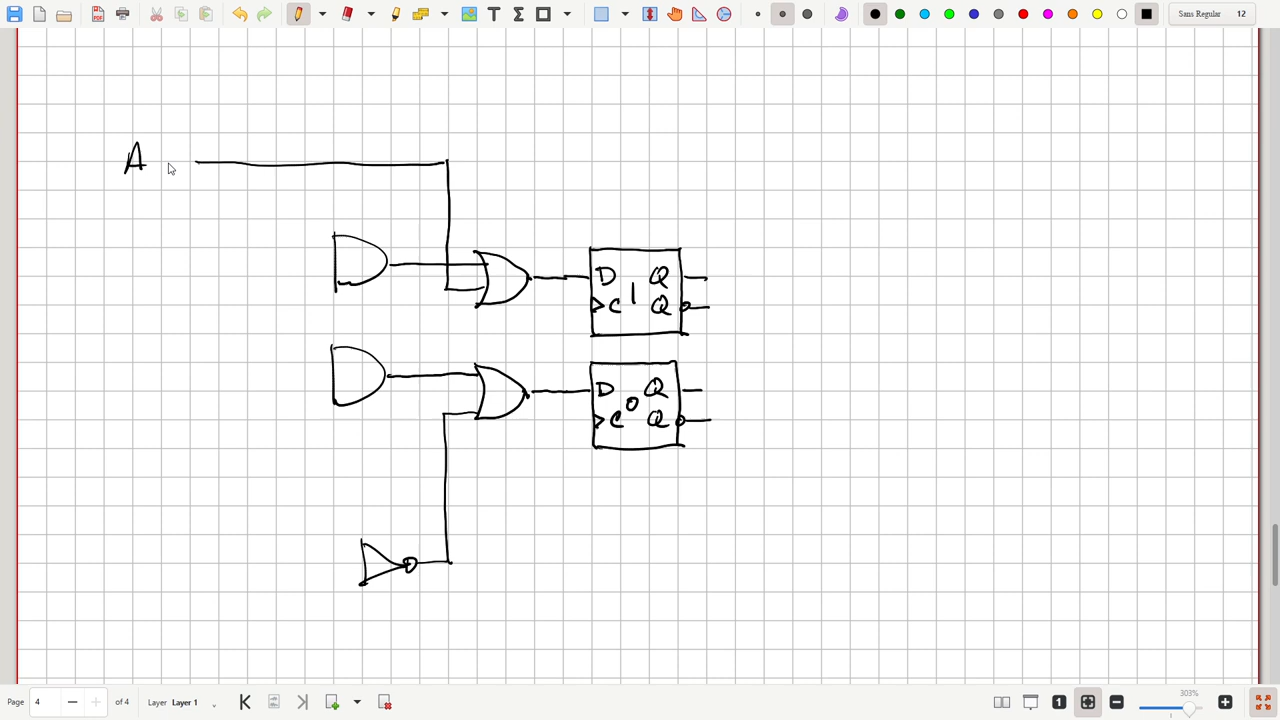 Sans Regular 12
A
D Q
1
C Q
D Q
0
C Q
Page 4 of 4 Layer Layer 1 303%